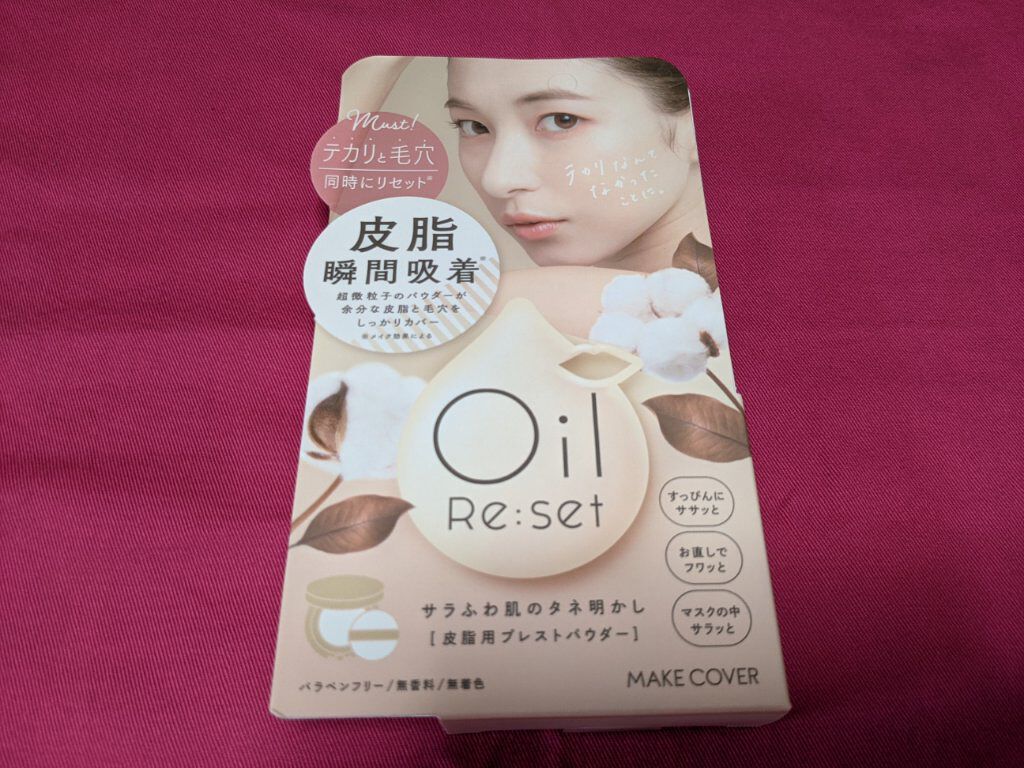 Must!
テカリと毛穴
同時にリセット※
テカリなんて
なかった
ことに。
皮脂
瞬間吸着※
超微粒子のパウダーが
余分な皮脂と毛穴を
しっかりカバー
※メイク効果による
Oil
Re:set
すっぴんに
ササッと
お直しで
フワッと
マスクの中
サラッと
サラふわ肌のタネ明かし
[皮脂用プレストパウダー]
パラベンフリー/無香料/無着色
MAKE COVER